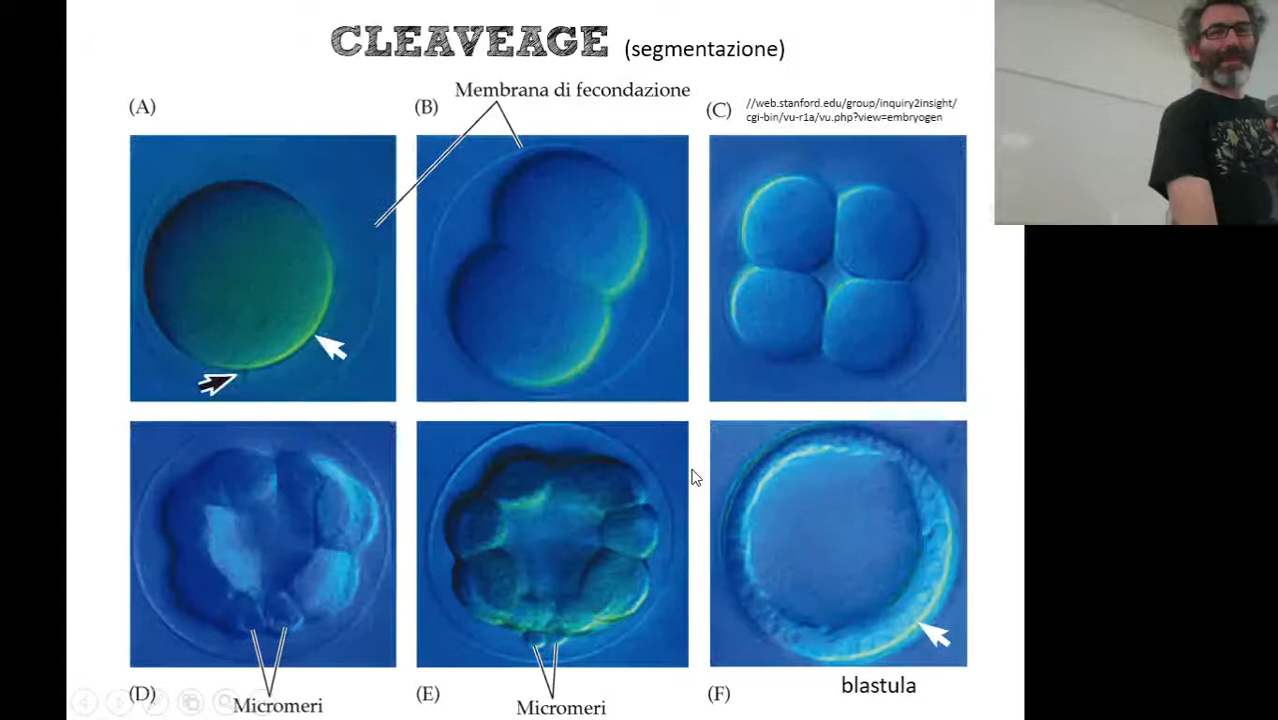 CLEAVEAGE (segmentazione)
Membrana di fecondazione
(A)
(B)
(C)
//web.stanford.edu/group/inquiry2insight/
cgi-bin/vu-r1a/vu.php?view=embryogen
(D)
Micromeri
(E)
Micromeri
(F)
blastula